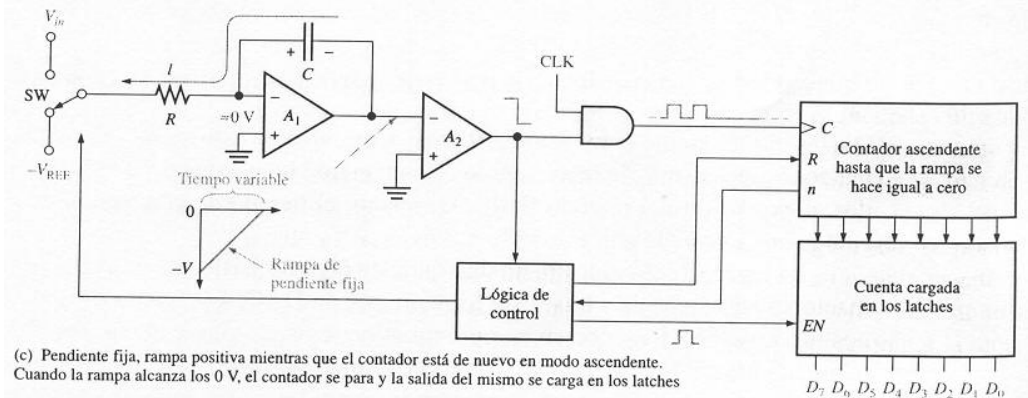 V_in
I
+ −
C
CLK
SW
−
R
≈0 V
A₁
+
−
A₂
+
> C
Contador ascendente
hasta que la rampa se
hace igual a cero
R
n
−V_REF
Tiempo variable
0
−V
Rampa de
pendiente fija
Lógica de
control
Cuenta cargada
en los latches
EN
(c) Pendiente fija, rampa positiva mientras que el contador está de nuevo en modo ascendente.
Cuando la rampa alcanza los 0 V, el contador se para y la salida del mismo se carga en los latches
D₇ D₆ D₅ D₄ D₃ D₂ D₁ D₀